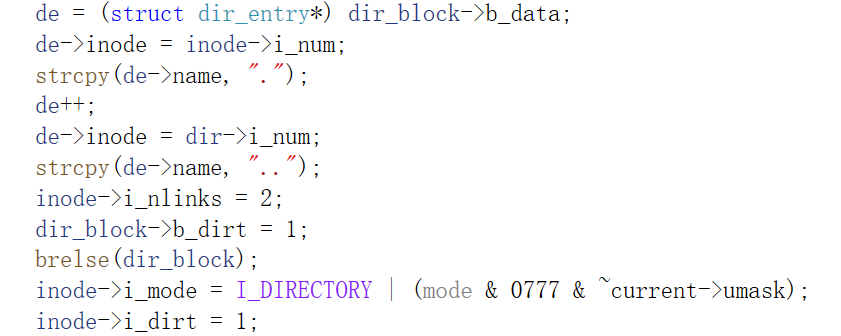 de = (struct dir_entry*) dir_block->b_data;
de->inode = inode->i_num;
strcpy(de->name, ".");
de++;
de->inode = dir->i_num;
strcpy(de->name, "..");
inode->i_nlinks = 2;
dir_block->b_dirt = 1;
brelse(dir_block);
inode->i_mode = I_DIRECTORY | (mode & 0777 & ~current->umask);
inode->i_dirt = 1;